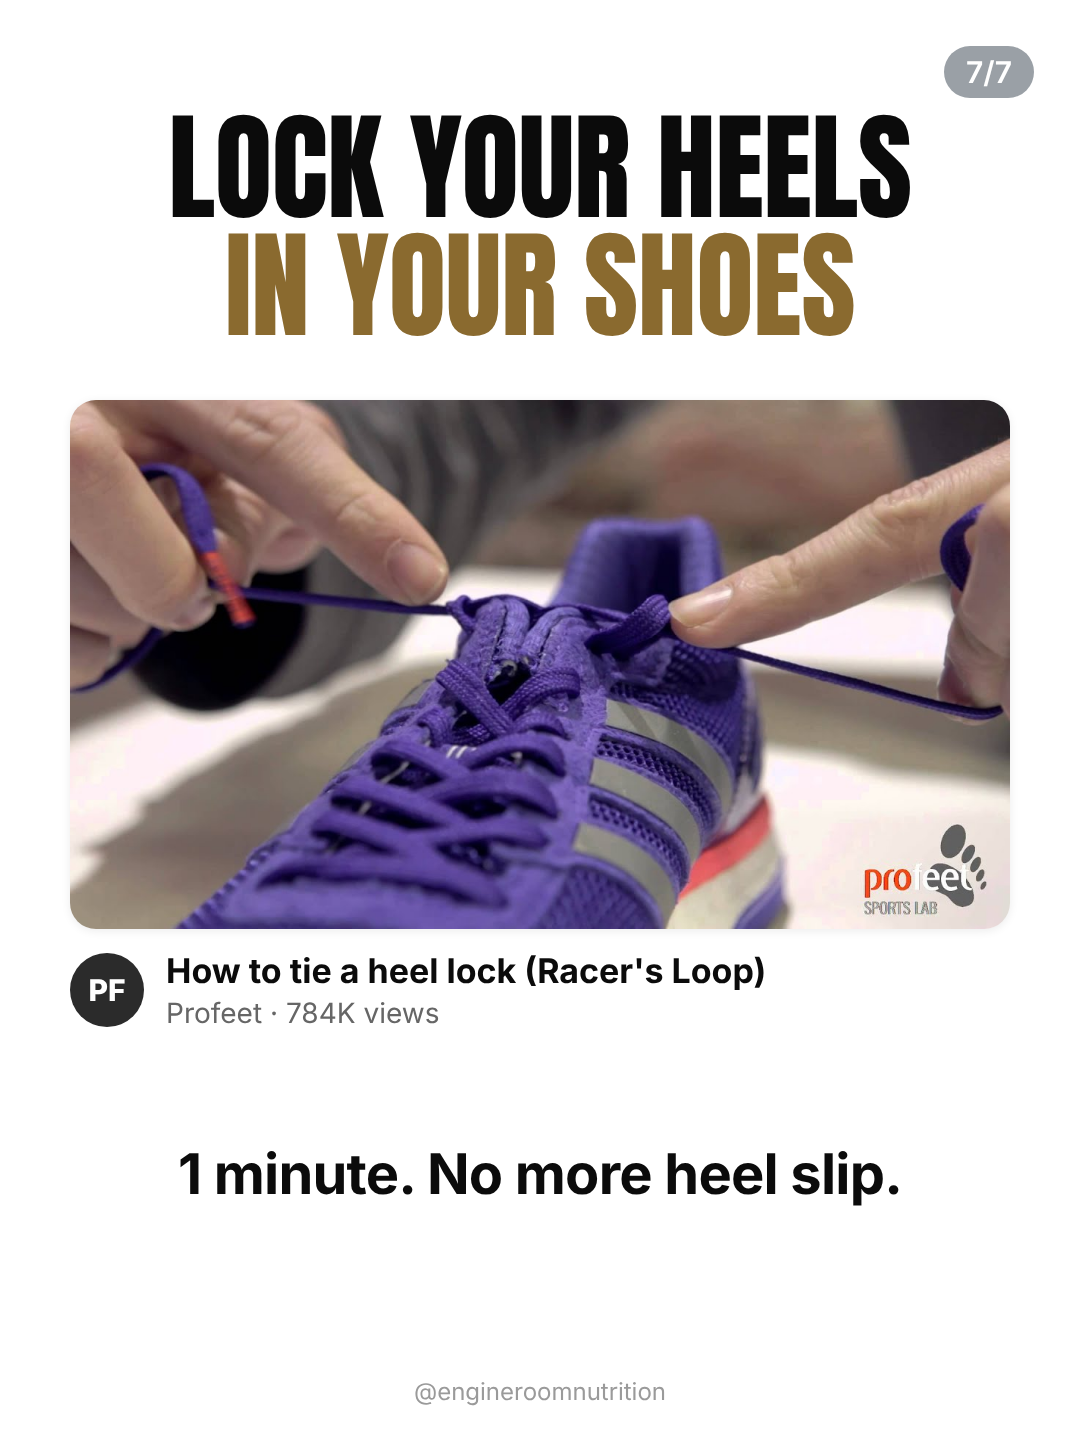 7/7
LOCK YOUR HEELS
IN YOUR SHOES
profeet
SPORTS LAB
PF
How to tie a heel lock (Racer's Loop)
Profeet · 784K views
1 minute. No more heel slip.
@engineroomnutrition